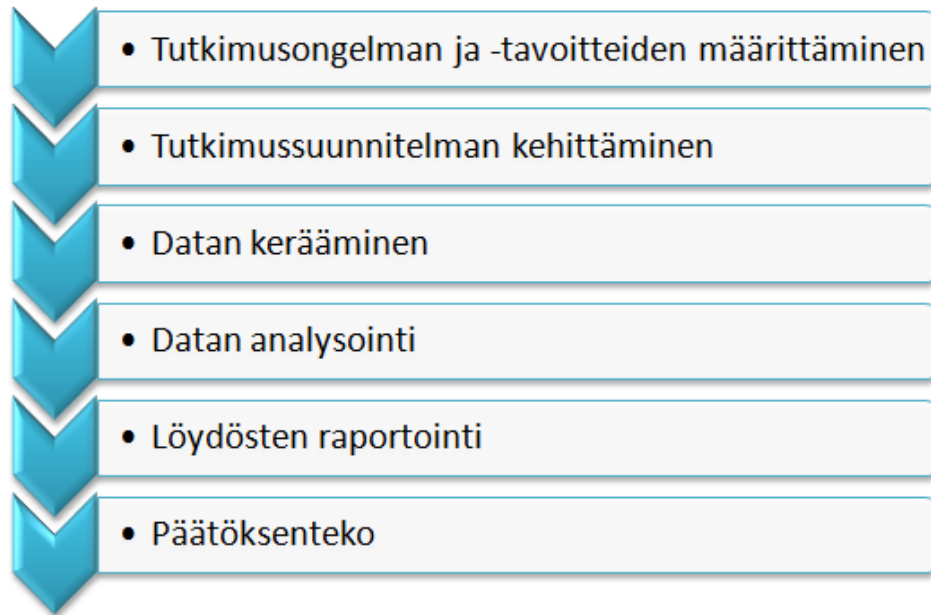 • Tutkimusongelman ja -tavoitteiden määrittäminen
• Tutkimussuunnitelman kehittäminen
• Datan kerääminen
• Datan analysointi
• Löydösten raportointi
• Päätöksenteko